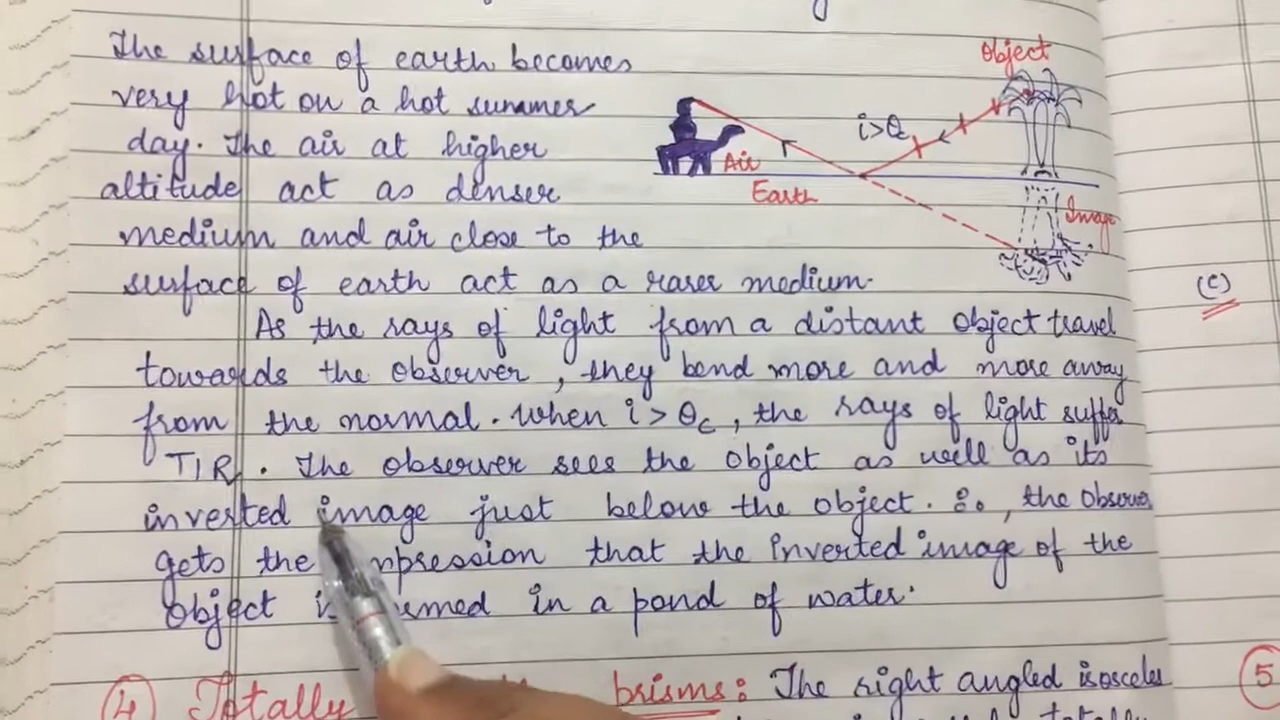 The surface of earth becomes
very hot on a hot summer
day. The air at higher
altitude act as denser
medium and air close to the
surface of earth act as a rarer medium.
Object
i>θc
Air
Earth
Image
(c)
As the rays of light from a distant object travel
towards the observer, they bend more and more away
from the normal. when i > θc, the rays of light suffer
TIR. The observer sees the object as well as its
inverted image just below the object. ∴, the Observer
gets the impression that the inverted image of the
object is formed in a pond of water.
4 Totally prisms: The right angled isosceles
5